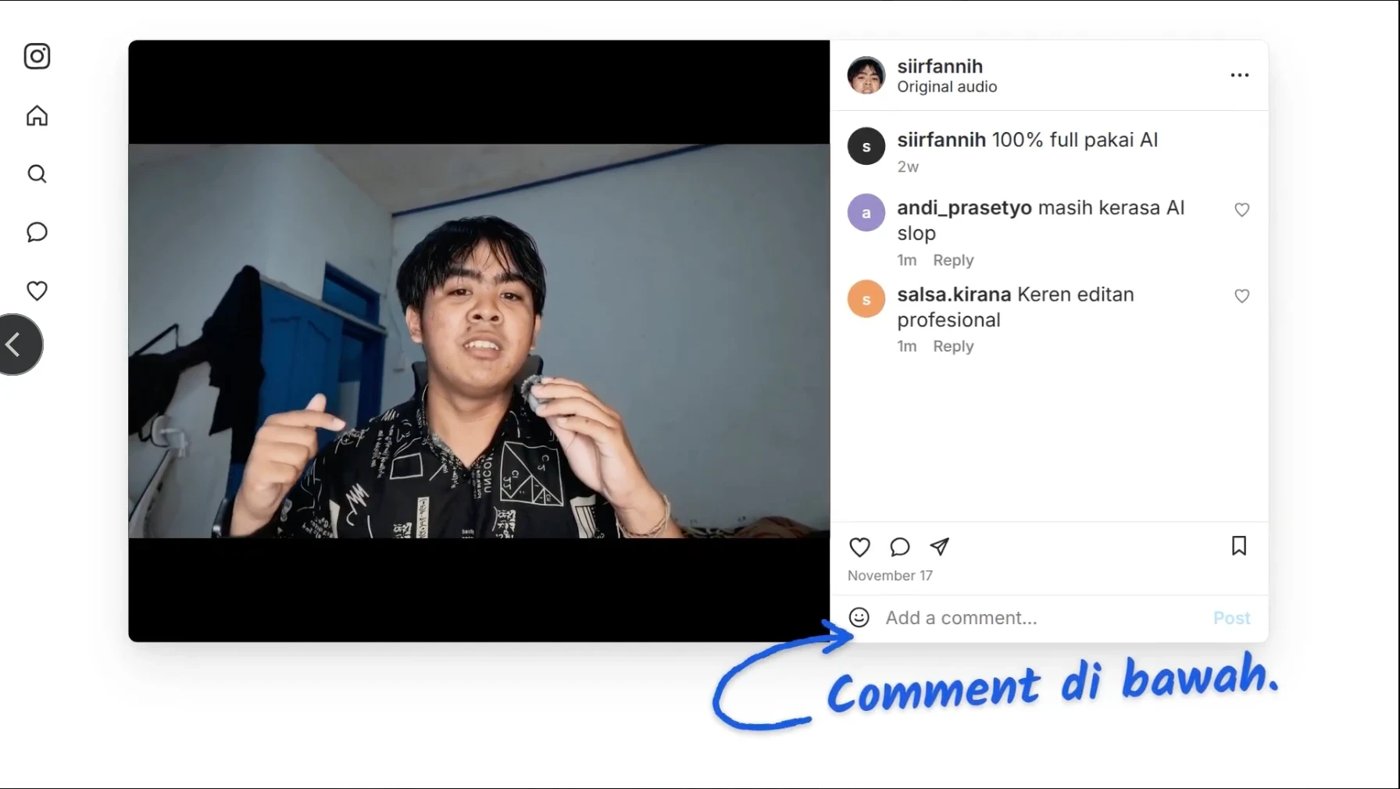 siirfannih
Original audio
siirfannih 100% full pakai AI
2w
andi_prasetyo masih kerasa AI
slop
1m Reply
salsa.kirana Keren editan
profesional
1m Reply
November 17
Add a comment...
Post
Comment di bawah.
s
a
s